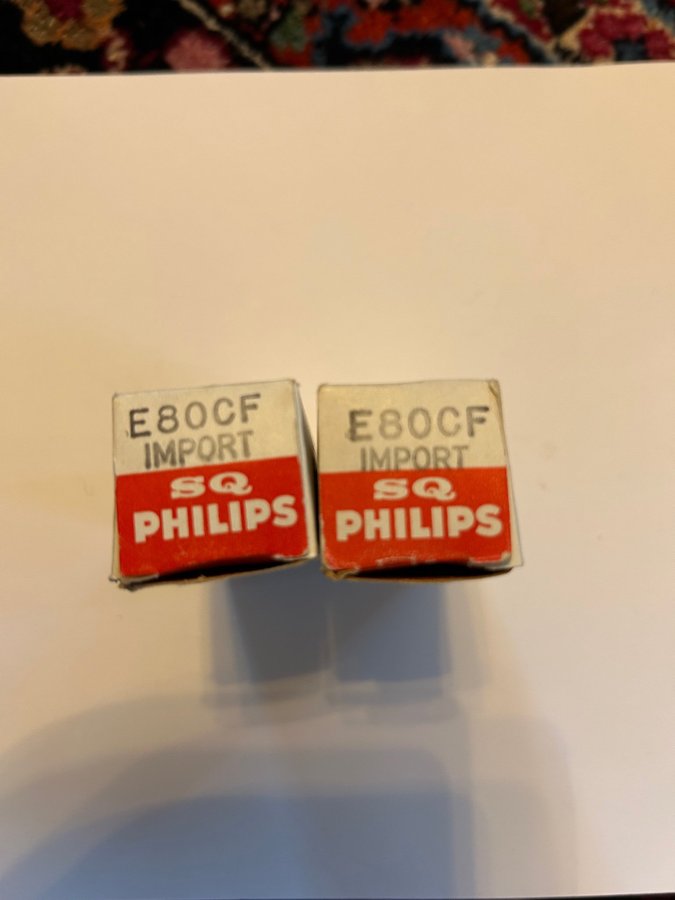 E80CF
IMPORT
SQ
PHILIPS
E80CF
IMPORT
SQ
PHILIPS